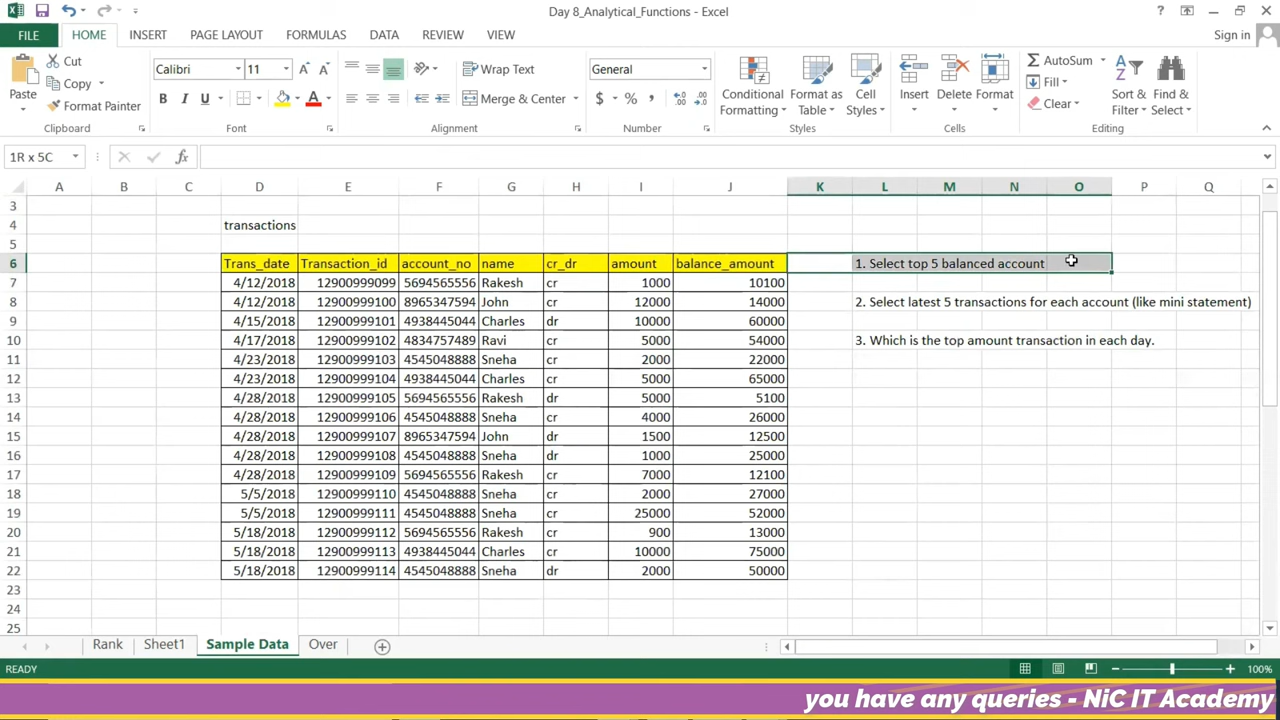 Day 8_Analytical_Functions - Excel
FILE HOME INSERT PAGE LAYOUT FORMULAS DATA REVIEW VIEW Sign in
Cut
Copy
Format Painter
Paste
Clipboard
Calibri 11
B I U
Font
Wrap Text
Merge & Center
Alignment
General
$ % ,
Number
Conditional Formatting
Format as Table
Cell Styles
Styles
Insert Delete Format
Cells
AutoSum
Fill
Clear
Sort & Filter
Find & Select
Editing
1R x 5C fx
A B C D E F G H I J K L M N O P Q
3
4 transactions
5
6 Trans_date Transaction_id account_no name cr_dr amount balance_amount 1. Select top 5 balanced account
7 4/12/2018 12900999099 5694565556 Rakesh cr 1000 10100
8 4/12/2018 12900999100 8965347594 John cr 12000 14000 2. Select latest 5 transactions for each account (like mini statement)
9 4/15/2018 12900999101 4938445044 Charles dr 10000 60000
10 4/17/2018 12900999102 4834757489 Ravi cr 5000 54000 3. Which is the top amount transaction in each day.
11 4/23/2018 12900999103 4545048888 Sneha cr 2000 22000
12 4/23/2018 12900999104 4938445044 Charles cr 5000 65000
13 4/28/2018 12900999105 5694565556 Rakesh dr 5000 5100
14 4/28/2018 12900999106 4545048888 Sneha cr 4000 26000
15 4/28/2018 12900999107 8965347594 John dr 1500 12500
16 4/28/2018 12900999108 4545048888 Sneha dr 1000 25000
17 4/28/2018 12900999109 5694565556 Rakesh cr 7000 12100
18 5/5/2018 12900999110 4545048888 Sneha cr 2000 27000
19 5/5/2018 12900999111 4545048888 Sneha cr 25000 52000
20 5/18/2018 12900999112 5694565556 Rakesh cr 900 13000
21 5/18/2018 12900999113 4938445044 Charles cr 10000 75000
22 5/18/2018 12900999114 4545048888 Sneha dr 2000 50000
23
24
25
Rank Sheet1 Sample Data Over
READY 100%
you have any queries - NiC IT Academy